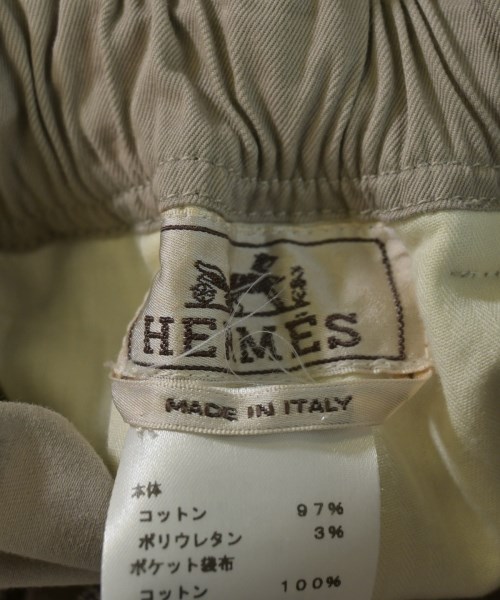 HERMES
MADE IN ITALY
本体
コットン 97%
ポリウレタン 3%
ポケット袋布
コットン 100%